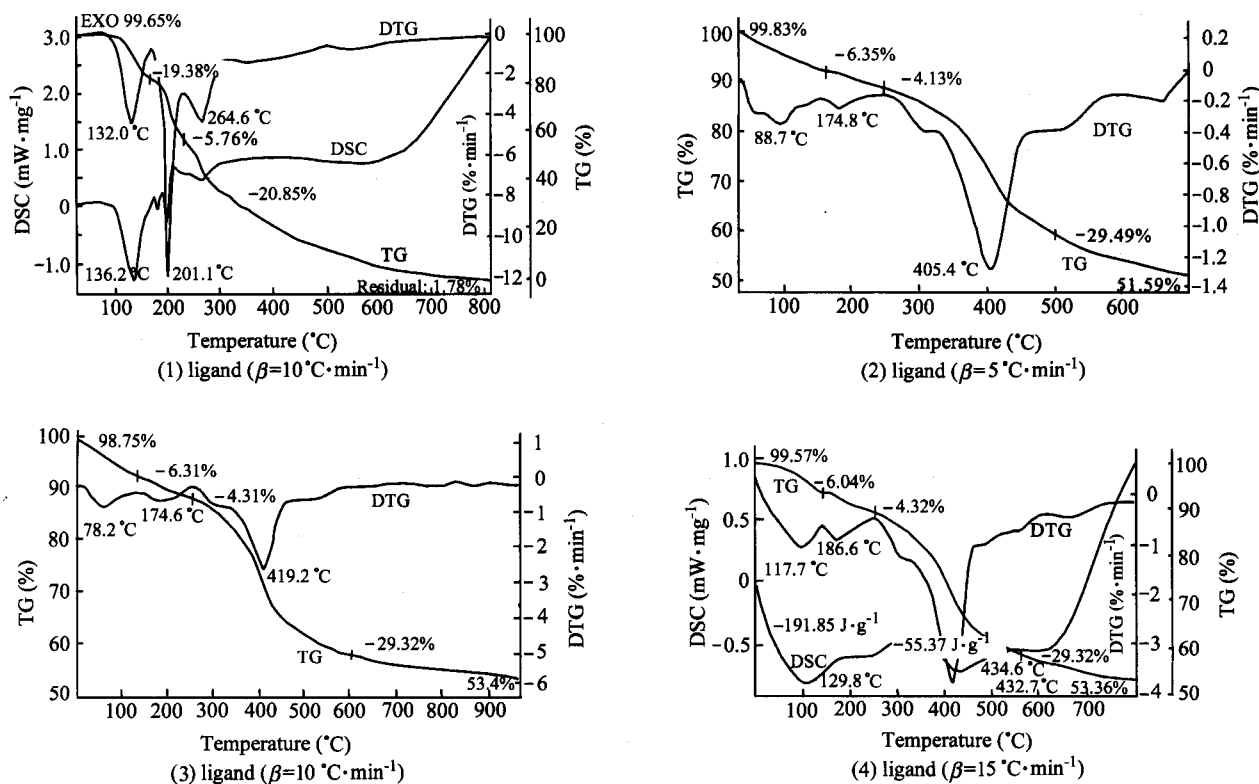 EXO 99.65%
3.0
2.0
1.0
0
−1.0
DSC (mW·mg⁻¹)
−19.38%
132.0 °C
264.6 °C
−5.76%
DTG
DSC
−20.85%
TG
136.2 °C
201.1 °C
Residual: 1.78%
0
−2
−4
−6
−8
−10
−12
DTG (%·min⁻¹)
100
80
60
40
20
0
TG (%)
100 200 300 400 500 600 700 800
Temperature (°C)
(1) ligand (β=10 °C·min⁻¹)
100
90
80
70
60
50
TG (%)
99.83%
−6.35%
−4.13%
88.7 °C
174.8 °C
DTG
405.4 °C
−29.49%
TG
51.59%
0.2
0
−0.2
−0.4
−0.6
−0.8
−1.0
−1.2
−1.4
DTG (%·min⁻¹)
100 200 300 400 500 600
Temperature (°C)
(2) ligand (β=5 °C·min⁻¹)
100
90
80
70
60
50
TG (%)
98.75%
−6.31%
−4.31%
78.2 °C
174.6 °C
DTG
419.2 °C
−29.32%
TG
53.4%
1
0
−1
−2
−3
−4
−5
−6
DTG (%·min⁻¹)
100 200 300 400 500 600 700 800 900
Temperature (°C)
(3) ligand (β=10 °C·min⁻¹)
1.0
0.5
0
−0.5
DSC (mW·mg⁻¹)
99.57%
TG
−6.04%
−4.32%
117.7 °C
186.6 °C
DTG
−191.85 J·g⁻¹
−55.37 J·g⁻¹
DSC
129.8 °C
434.6 °C
−29.32%
432.7 °C
53.36%
0
−1
−2
−3
−4
DTG (%·min⁻¹)
100
90
80
70
60
50
TG (%)
100 200 300 400 500 600 700
Temperature (°C)
(4) ligand (β=15 °C·min⁻¹)